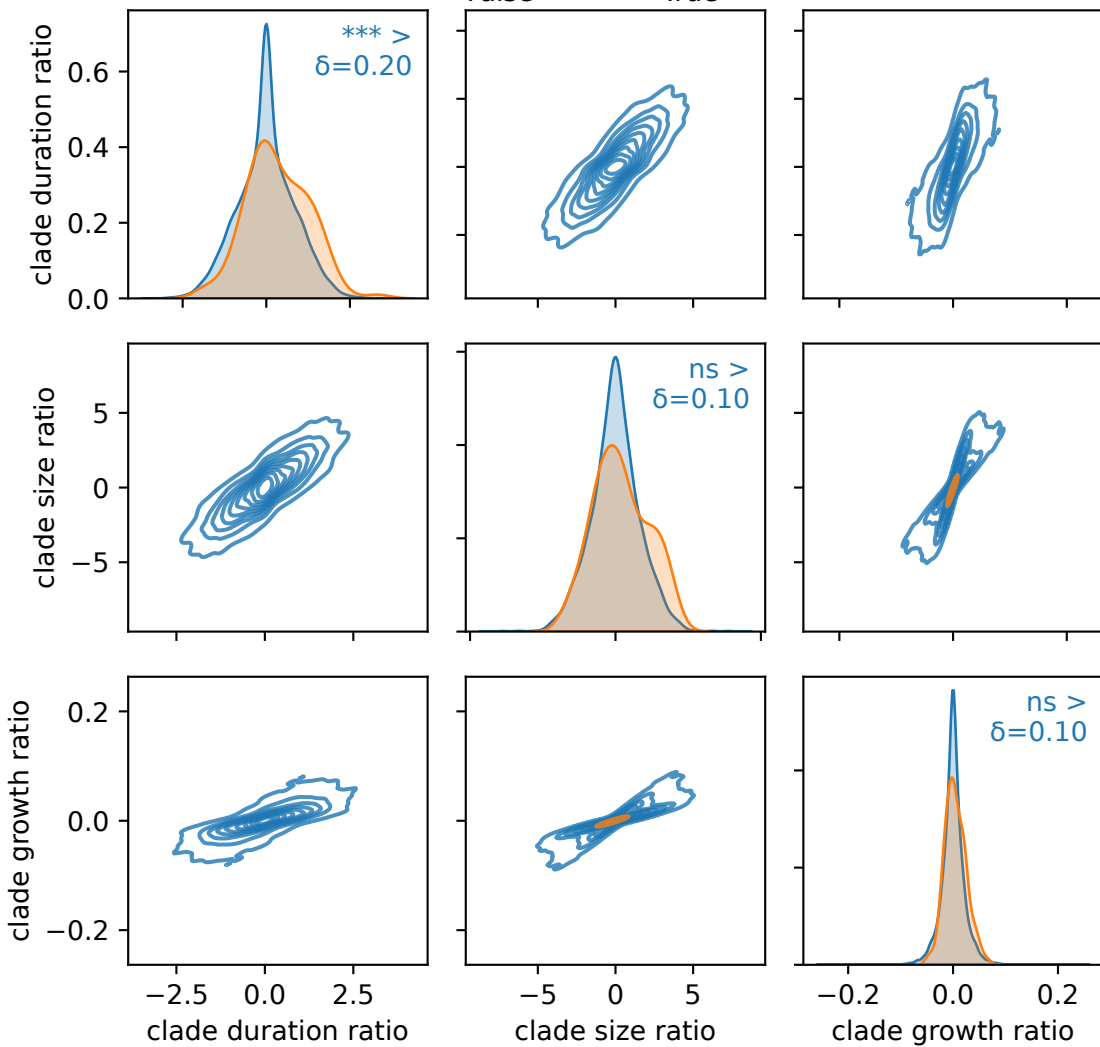 clade duration ratio
0.6
0.4
0.2
0.0
*** >
δ=0.20
clade size ratio
5
0
−5
ns >
δ=0.10
clade growth ratio
0.2
0.0
−0.2
ns >
δ=0.10
−2.5 0.0 2.5
−5 0 5
−0.2 0.0 0.2
clade duration ratio
clade size ratio
clade growth ratio